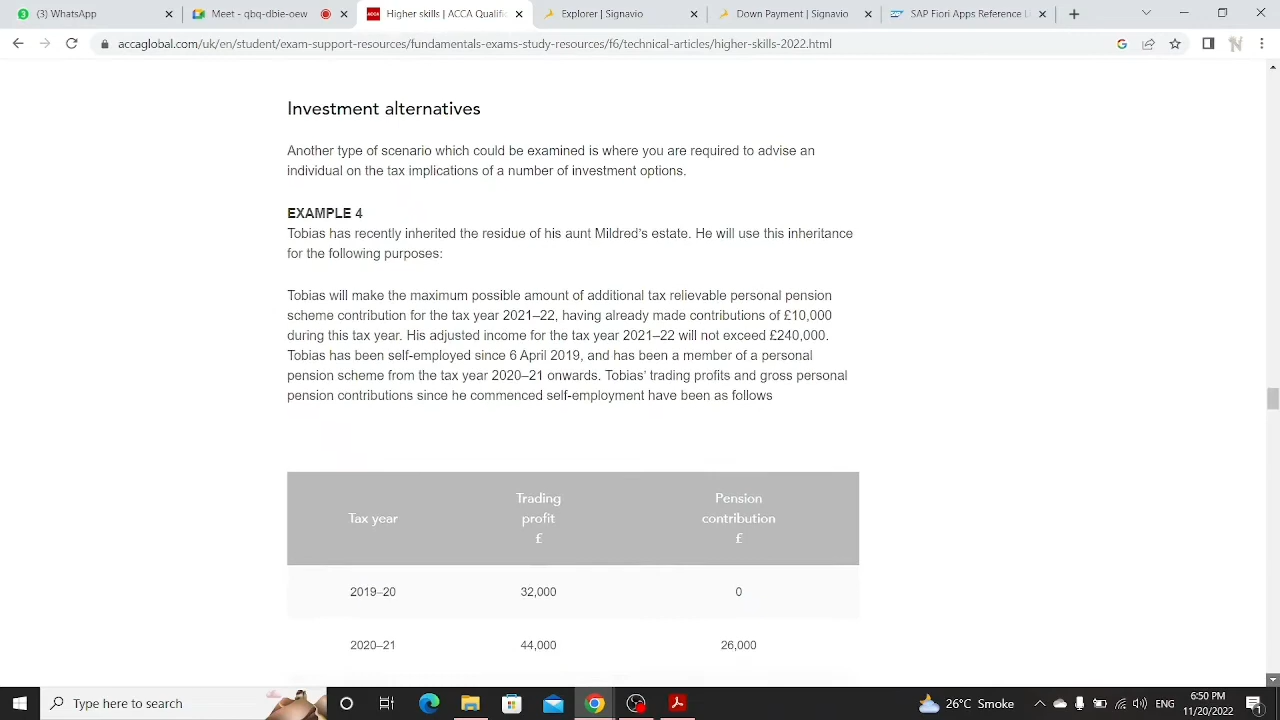 (3) WhatsApp
Meet - qbq-dbie-new
ACCA
Higher skills | ACCA Qualific
Explorer | Signavio
Down Payment | Signavio
SAP
SAP Fiori Apps Reference Li
accaglobal.com/uk/en/student/exam-support-resources/fundamentals-exams-study-resources/f6/technical-articles/higher-skills-2022.html
Investment alternatives
Another type of scenario which could be examined is where you are required to advise an
individual on the tax implications of a number of investment options.
EXAMPLE 4
Tobias has recently inherited the residue of his aunt Mildred's estate. He will use this inheritance
for the following purposes:
Tobias will make the maximum possible amount of additional tax relievable personal pension
scheme contribution for the tax year 2021–22, having already made contributions of £10,000
during this tax year. His adjusted income for the tax year 2021–22 will not exceed £240,000.
Tobias has been self-employed since 6 April 2019, and has been a member of a personal
pension scheme from the tax year 2020–21 onwards. Tobias' trading profits and gross personal
pension contributions since he commenced self-employment have been as follows
Tax year
Trading
profit
£
Pension
contribution
£
2019–20
32,000
0
2020–21
44,000
26,000
Type here to search
26°C Smoke
ENG
6:50 PM
11/20/2022